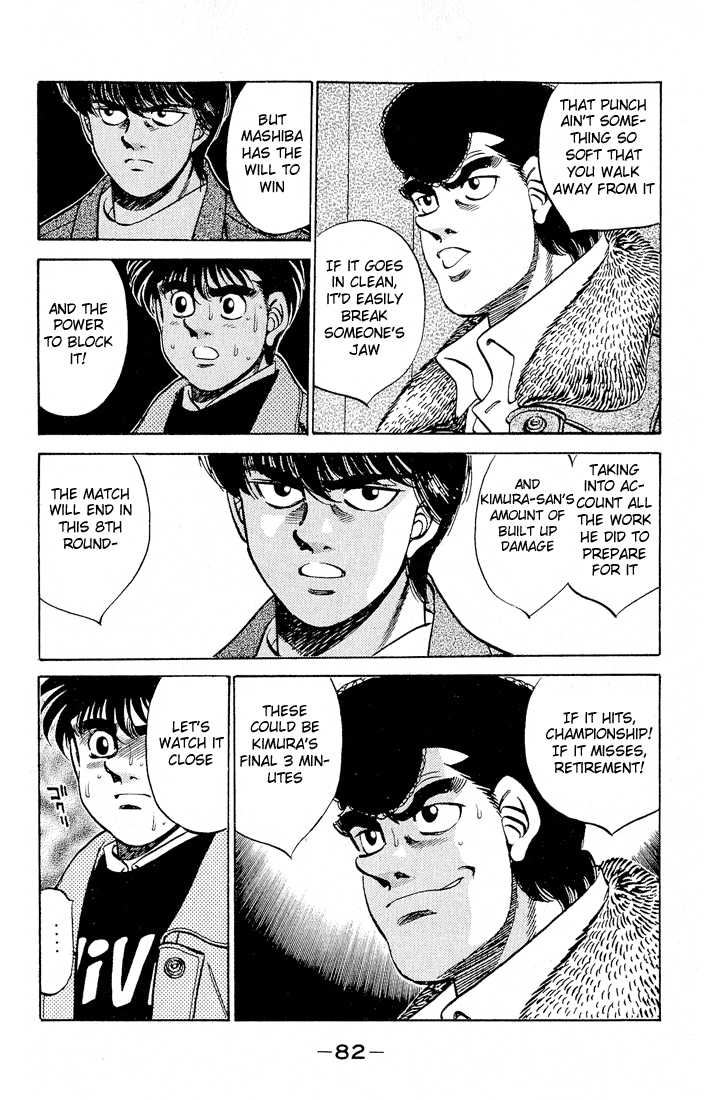 THAT PUNCH
AIN'T SOME-
THING SO
SOFT THAT
YOU WALK
AWAY FROM IT
IF IT GOES
IN CLEAN,
IT'D EASILY
BREAK
SOMEONE'S
JAW
BUT
MASHIBA
HAS THE
WILL TO
WIN
AND THE
POWER
TO BLOCK
IT!
TAKING
INTO AC-
COUNT ALL
THE WORK
HE DID TO
PREPARE
FOR IT
AND
KIMURA-SAN'S
AMOUNT OF
BUILT UP
DAMAGE
THE MATCH
WILL END IN
THIS 8TH
ROUND-
IF IT HITS,
CHAMPIONSHIP!
IF IT MISSES,
RETIREMENT!
THESE
COULD BE
KIMURA'S
FINAL 3 MIN-
UTES
LET'S
WATCH IT
CLOSE
....
ViV
-82-